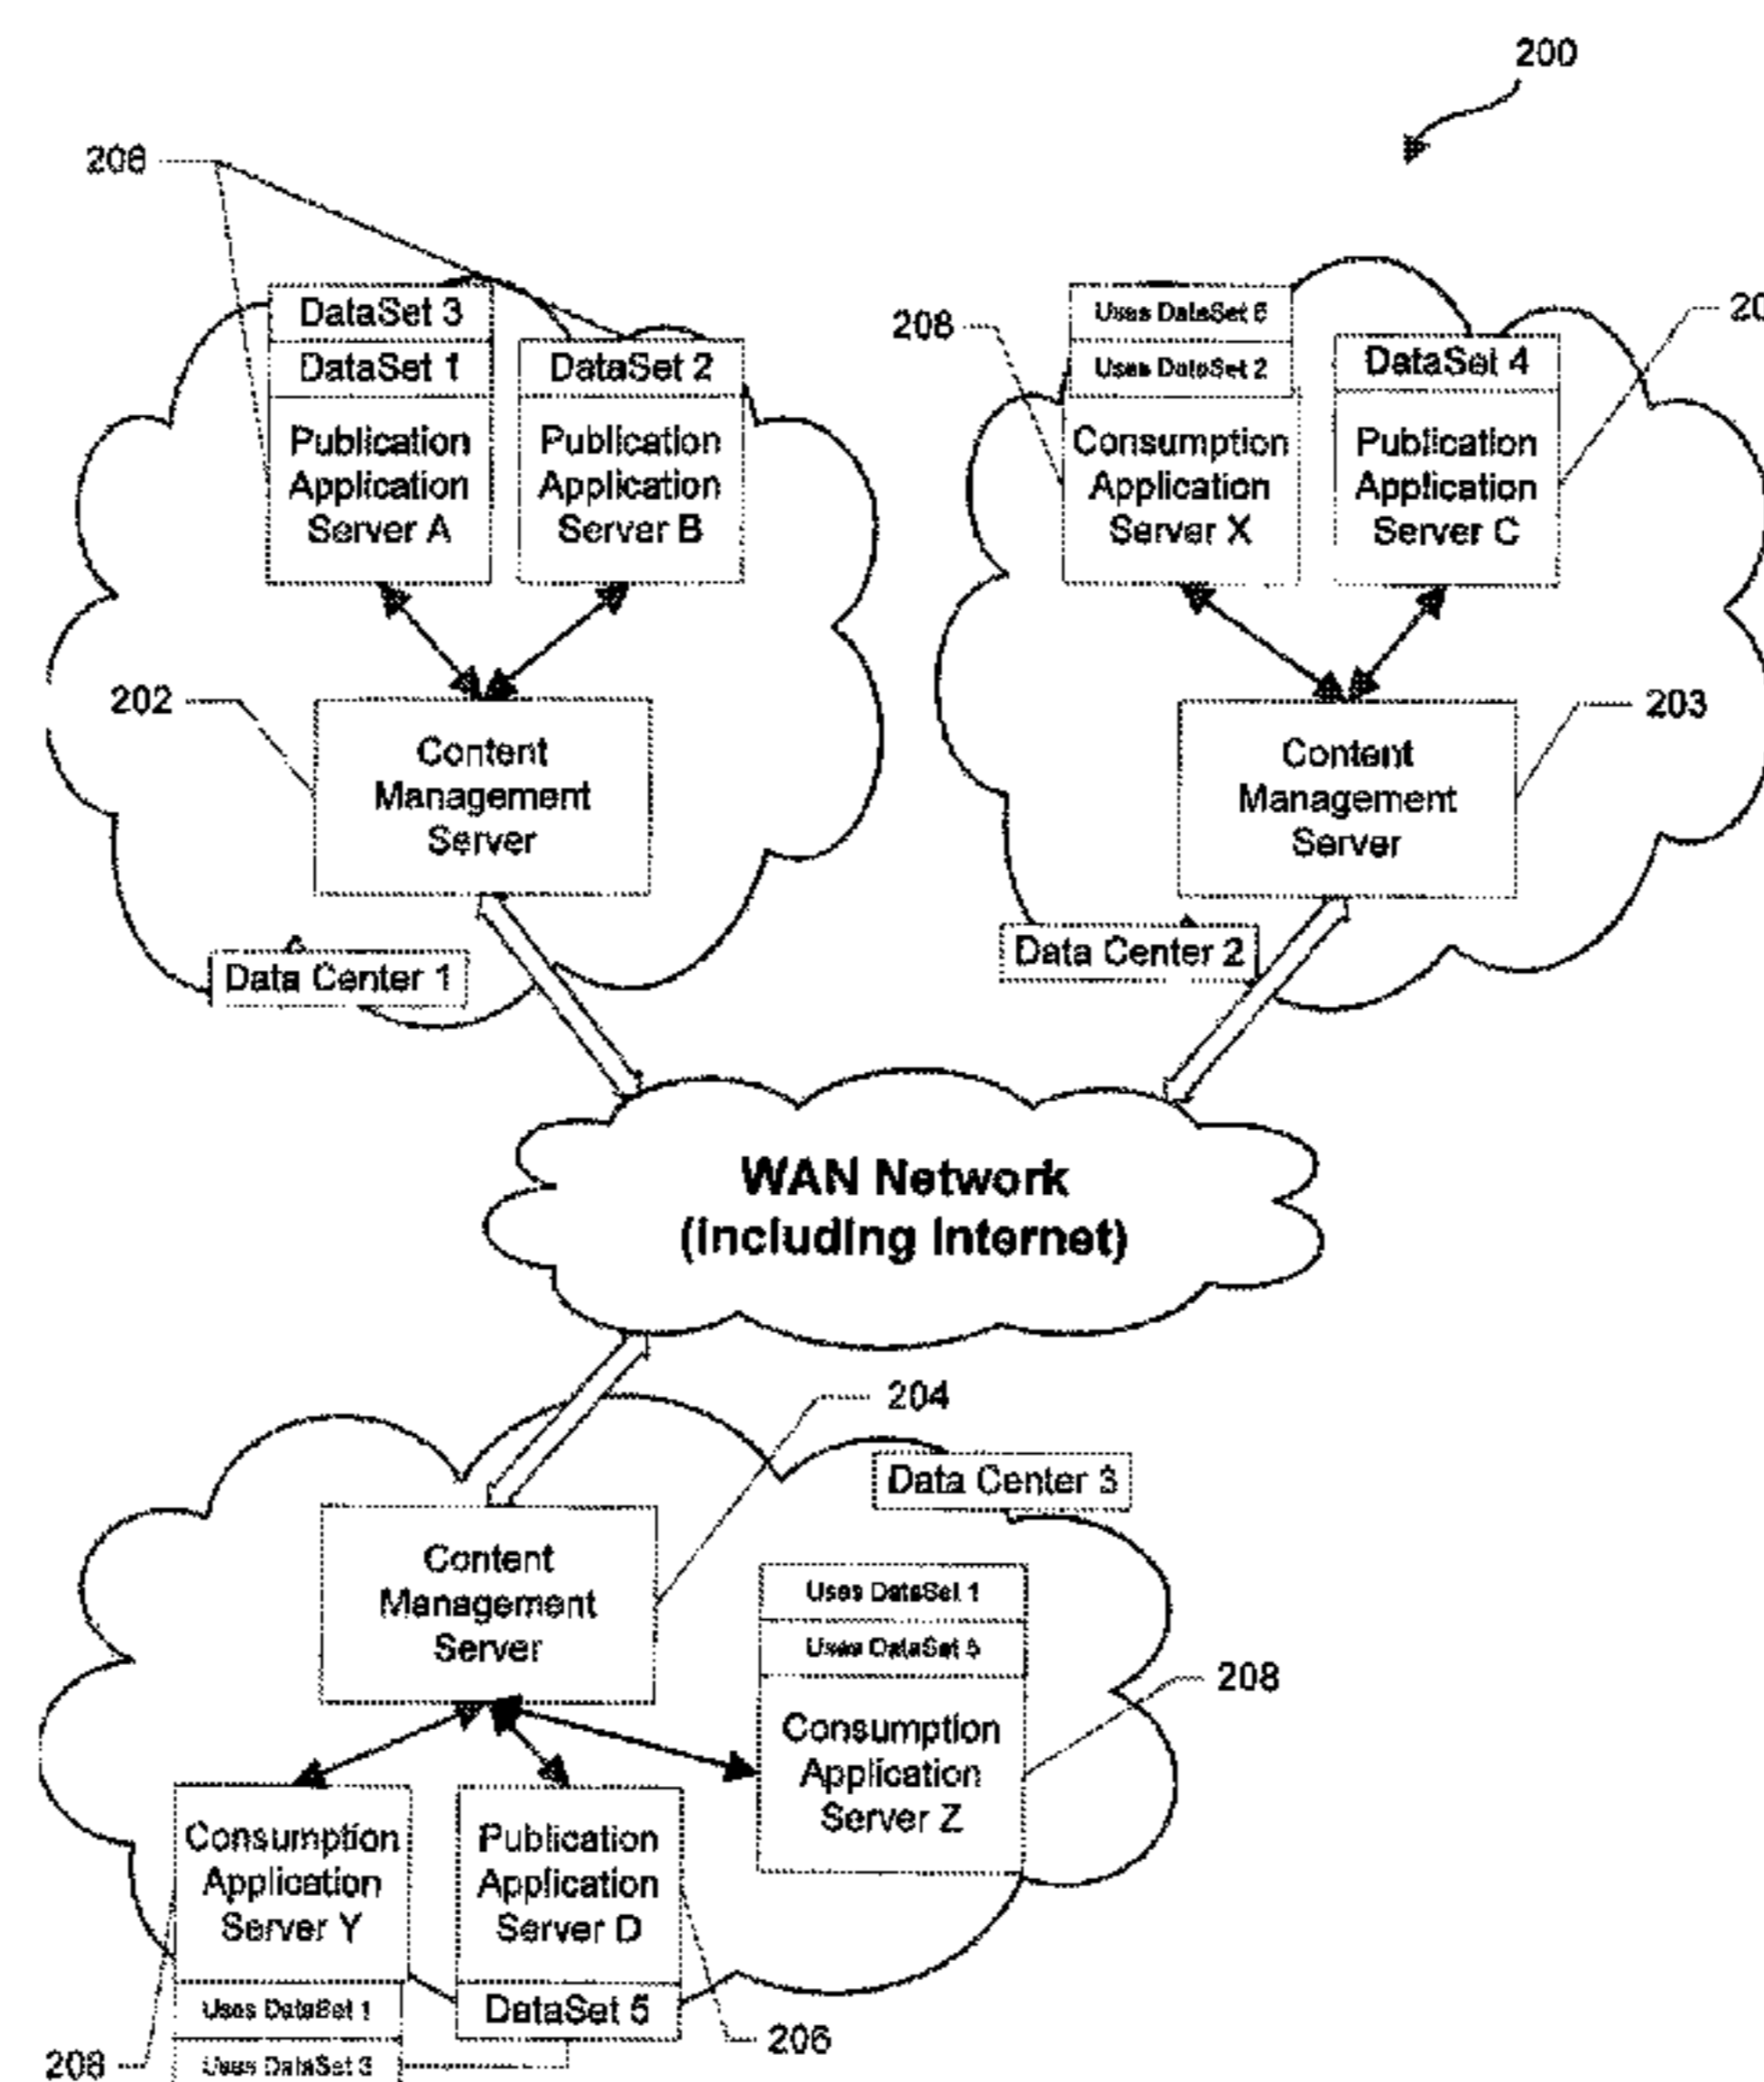 200
206
DataSet 3
DataSet 1
Publication
Application
Server A
DataSet 2
Publication
Application
Server B
202
Content
Management
Server
Data Center 1
208
Uses DataSet
Uses DataSet 2
Consumption
Application
Server X
20
DataSet 4
Publication
Application
Server C
203
Content
Management
Server
Data Center 2
WAN Network
(including Internet)
204
Data Center 3
Content
Management
Server
Uses DataSet 1
Uses DataSet 5
Consumption
Application
Server Z
208
Consumption
Application
Server Y
Uses DataSet 1
Uses DataSet 3
208
Publication
Application
Server D
DataSet 5
206